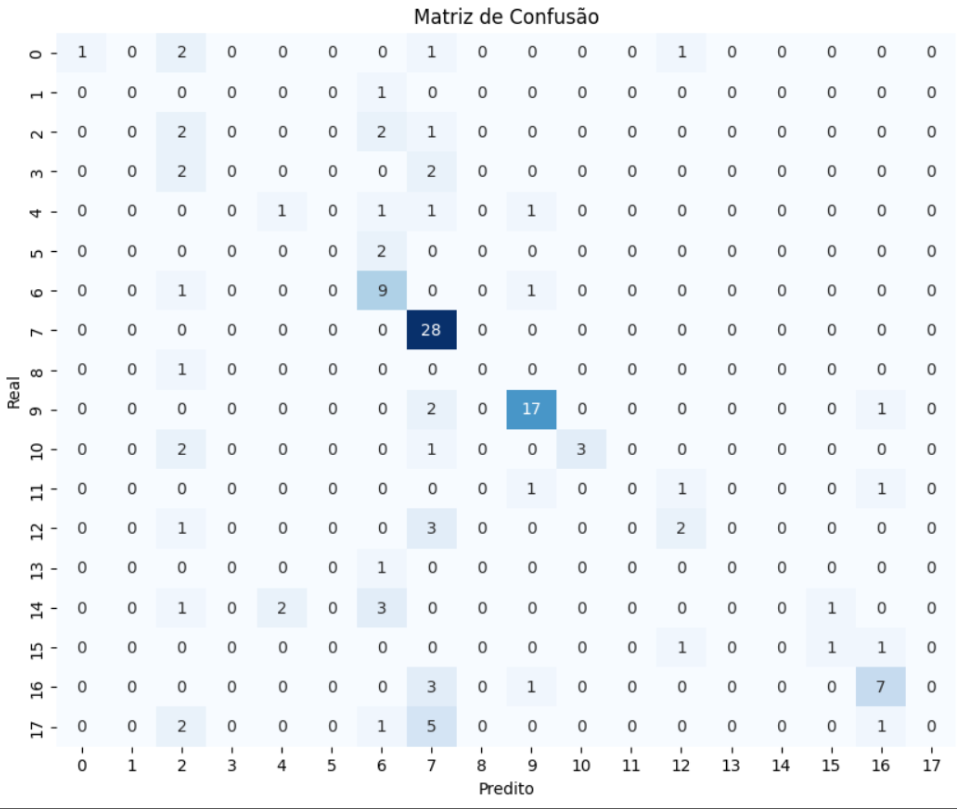 Matriz de Confusão
0 1 0 2 0 0 0 0 1 0 0 0 0 1 0 0 0 0 0
1 0 0 0 0 0 0 1 0 0 0 0 0 0 0 0 0 0 0
2 0 0 2 0 0 0 2 1 0 0 0 0 0 0 0 0 0 0
3 0 0 2 0 0 0 0 2 0 0 0 0 0 0 0 0 0 0
4 0 0 0 0 1 0 1 1 0 1 0 0 0 0 0 0 0 0
5 0 0 0 0 0 0 2 0 0 0 0 0 0 0 0 0 0 0
6 0 0 1 0 0 0 9 0 0 1 0 0 0 0 0 0 0 0
7 0 0 0 0 0 0 0 28 0 0 0 0 0 0 0 0 0 0
8 0 0 1 0 0 0 0 0 0 0 0 0 0 0 0 0 0 0
Real
9 0 0 0 0 0 0 0 2 0 17 0 0 0 0 0 0 1 0
10 0 0 2 0 0 0 0 1 0 0 3 0 0 0 0 0 0 0
11 0 0 0 0 0 0 0 0 0 1 0 0 1 0 0 0 1 0
12 0 0 1 0 0 0 0 3 0 0 0 0 2 0 0 0 0 0
13 0 0 0 0 0 0 1 0 0 0 0 0 0 0 0 0 0 0
14 0 0 1 0 2 0 3 0 0 0 0 0 0 0 0 1 0 0
15 0 0 0 0 0 0 0 0 0 0 0 0 1 0 0 1 1 0
16 0 0 0 0 0 0 0 3 0 1 0 0 0 0 0 0 7 0
17 0 0 2 0 0 0 1 5 0 0 0 0 0 0 0 0 1 0
0 1 2 3 4 5 6 7 8 9 10 11 12 13 14 15 16 17
Predito